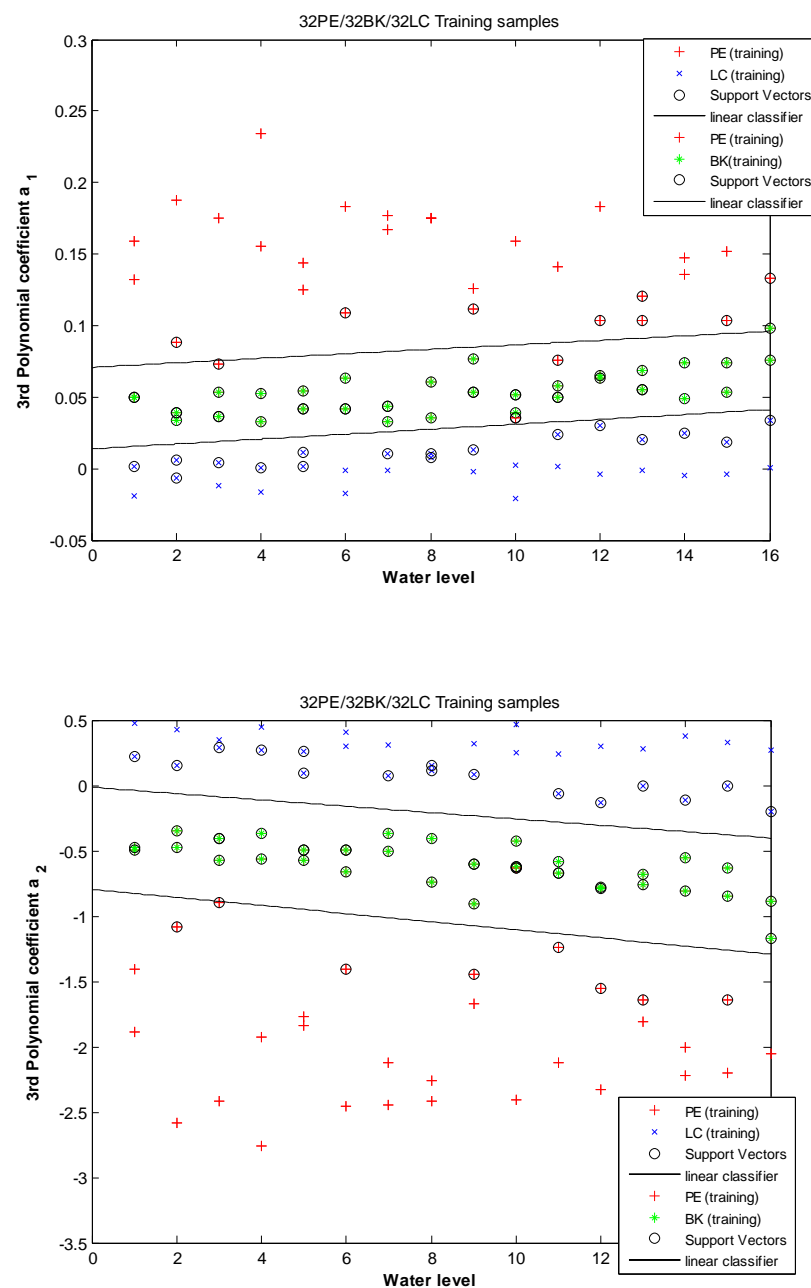 32PE/32BK/32LC Training samples
0.3
0.25
0.2
0.15
0.1
0.05
0
-0.05
3rd Polynomial coefficient a 1
PE (training)
LC (training)
Support Vectors
linear classifier
PE (training)
BK(training)
Support Vectors
linear classifier
0 2 4 6 8 10 12 14 16
Water level
32PE/32BK/32LC Training samples
0.5
0
-0.5
-1
-1.5
-2
-2.5
-3
-3.5
3rd Polynomial coefficient a 2
PE (training)
LC (training)
Support Vectors
linear classifier
PE (training)
BK (training)
Support Vectors
linear classifier
0 2 4 6 8 10 12
Water level